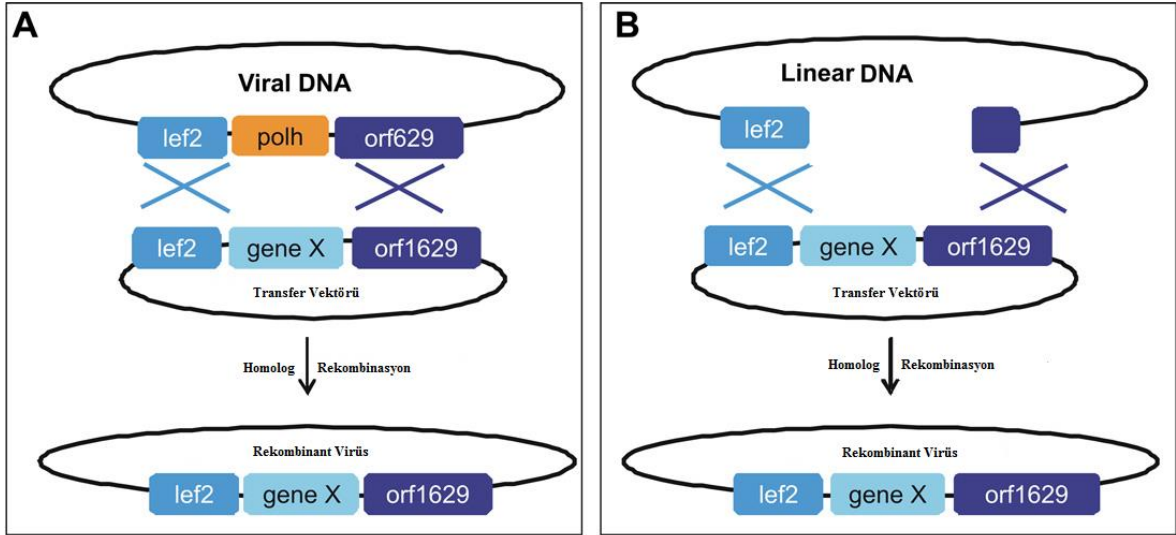 A
Viral DNA
lef2 polh orf629
lef2 gene X orf1629
Transfer Vektörü
Homolog Rekombinasyon
Rekombinant Virüs
lef2 gene X orf1629
B
Linear DNA
lef2
lef2 gene X orf1629
Transfer Vektörü
Homolog Rekombinasyon
Rekombinant Virüs
lef2 gene X orf1629